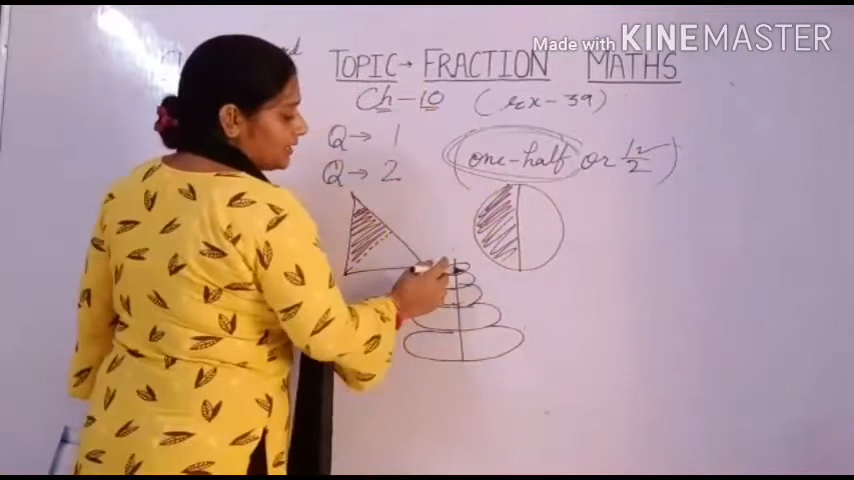 Made with KINEMASTER
TOPIC → FRACTION MATHS
Ch - 10 (Ex - 39)
Q → 1
one-half or 1/2
Q → 2